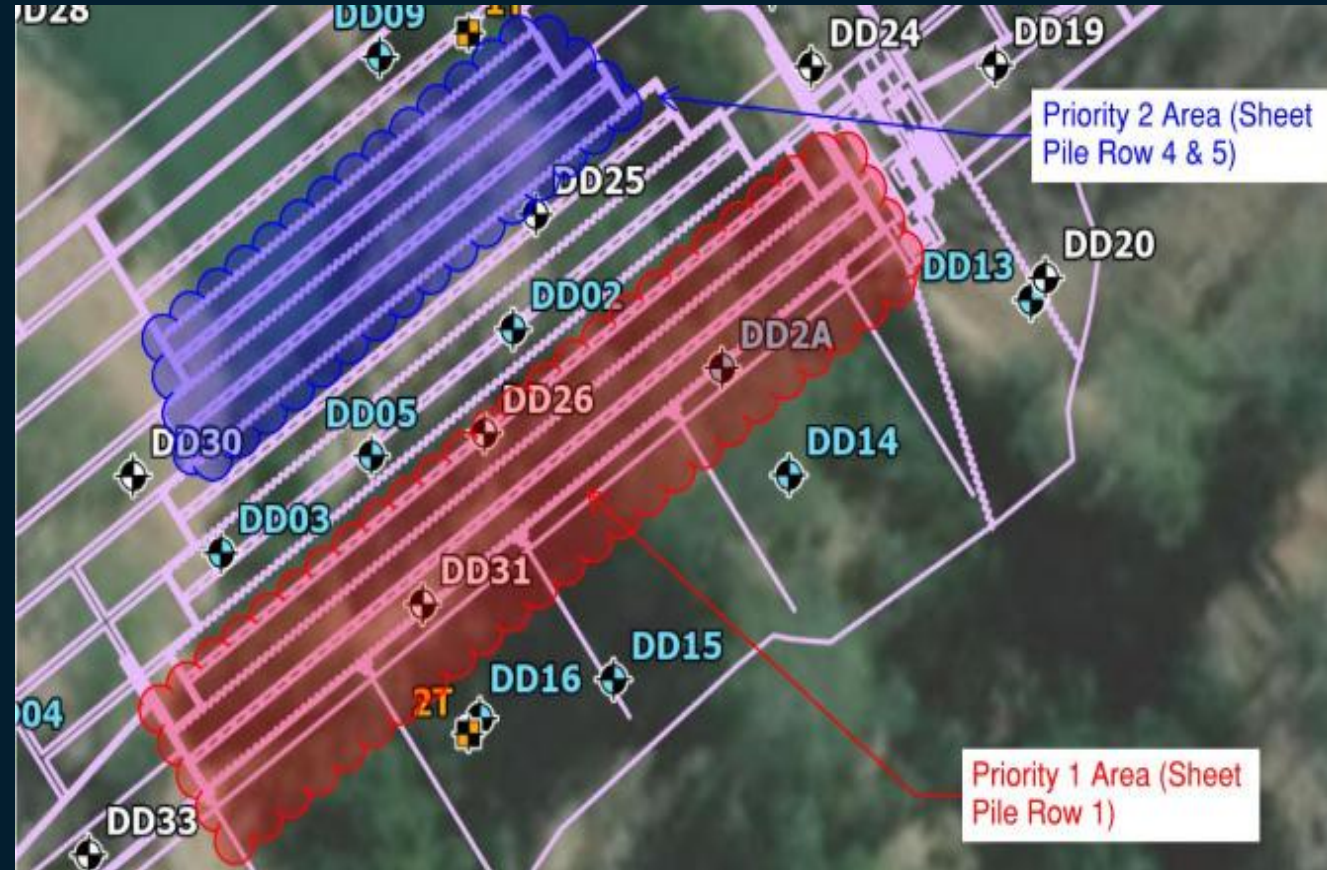 DD28
DD09
1T
DD24
DD19
Priority 2 Area (Sheet
Pile Row 4 & 5)
DD25
DD20
DD13
DD02
DD2A
DD26
DD05
DD14
DD30
DD03
DD31
DD15
DD16
2T
04
Priority 1 Area (Sheet
Pile Row 1)
DD33